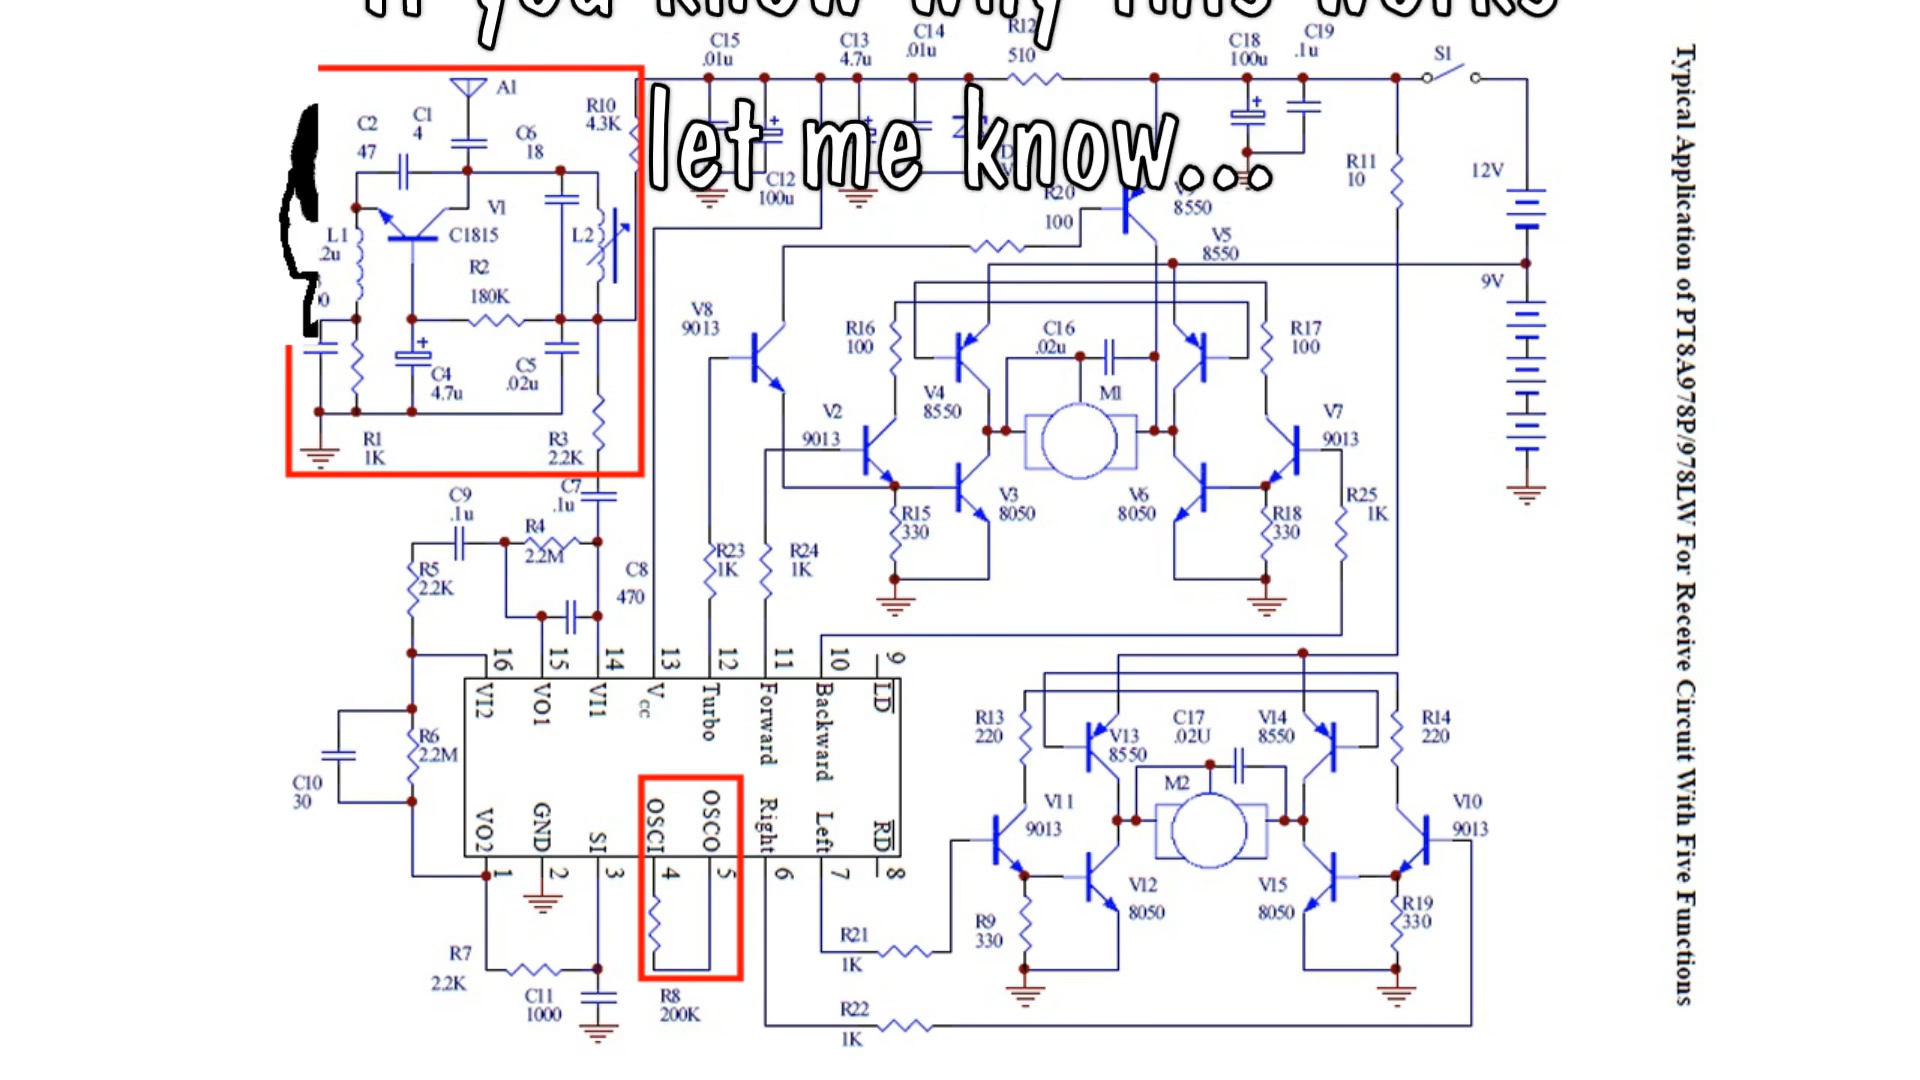 If you know why this works
let me know...
C15
.01u
C13
4.7u
C14
.01u
R12
510
C18
100u
C19
.1u
S1
A1
C2
47
C1
4
C6
18
R10
4.3K
C12
100u
R20
100
V9
8550
R11
10
12V
L1
.2u
V1
C1815
L2
R2
180K
V5
8550
9V
V8
9013
R16
100
C16
.02u
R17
100
C4
4.7u
C5
.02u
V4
8550
M1
V2
9013
V7
9013
R1
1K
R3
2.2K
C7
.1u
C9
.1u
R4
2.2M
V3
8050
V6
8050
R25
1K
R15
330
R18
330
R5
2.2K
C8
470
R23
1K
R24
1K
16 15 14 13 12 11 10 9
VI2 VO1 VI1 VCC Turbo Forward Backward LD
R6
2.2M
C10
30
VO2 GND SI OSCI OSCO Right Left RD
1 2 3 4 5 6 7 8
R13
220
V13
8550
C17
.02U
V14
8550
R14
220
M2
V11
9013
V10
9013
V12
8050
V15
8050
R9
330
R19
330
R7
2.2K
C11
1000
R8
200K
R21
1K
R22
1K
Typical Application of PT8A978P/978LW For Receive Circuit With Five Functions